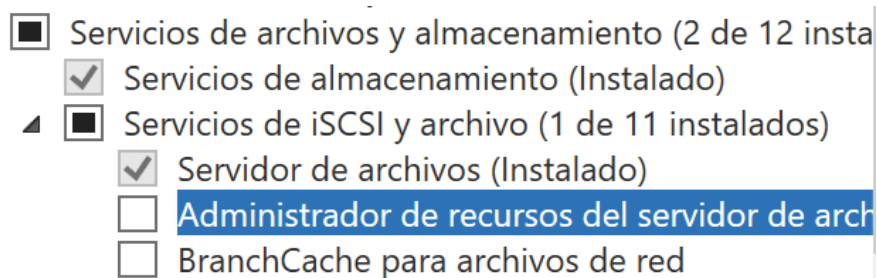 Servicios de archivos y almacenamiento (2 de 12 insta
Servicios de almacenamiento (Instalado)
Servicios de iSCSI y archivo (1 de 11 instalados)
Servidor de archivos (Instalado)
Administrador de recursos del servidor de arch
BranchCache para archivos de red